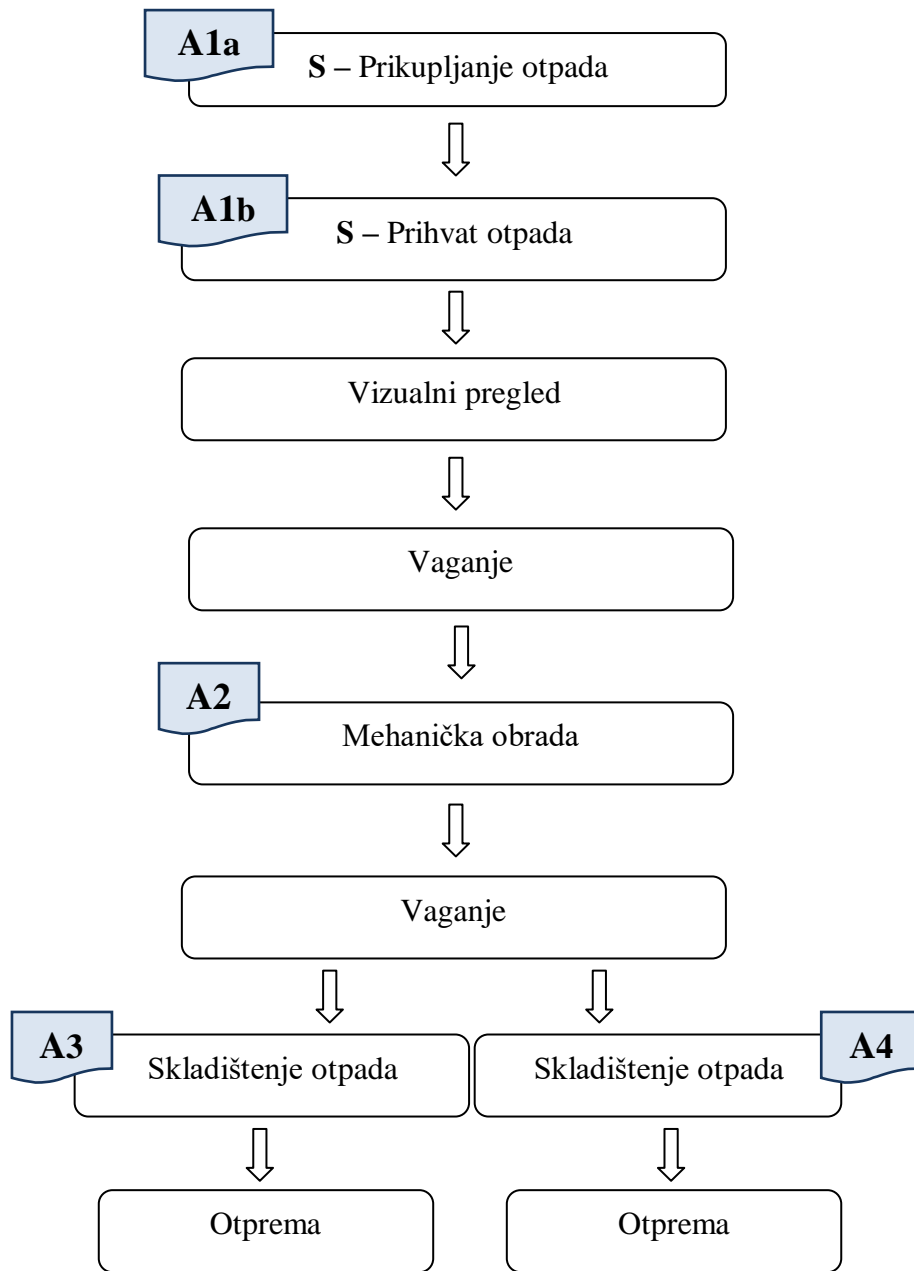 A1a
S – Prikupljanje otpada
A1b
S – Prihvat otpada
Vizualni pregled
Vaganje
A2
Mehanička obrada
Vaganje
A3
Skladištenje otpada
Skladištenje otpada
A4
Otprema
Otprema